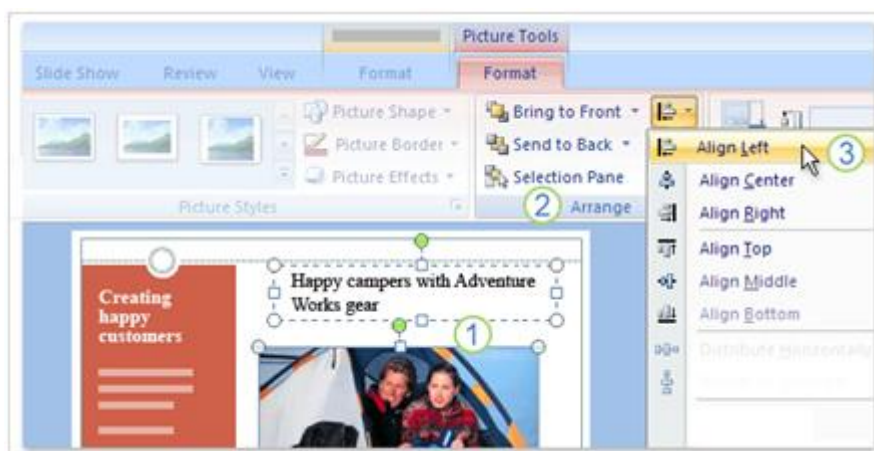 Picture Tools
Slide Show Review View Format Format
Picture Shape
Picture Border
Picture Effects
Picture Styles
Bring to Front
Send to Back
Selection Pane
2 Arrange
Align Left 3
Align Center
Align Right
Align Top
Align Middle
Align Bottom
Distribute Horizontally
Creating
happy
customers
Happy campers with Adventure
Works gear
1